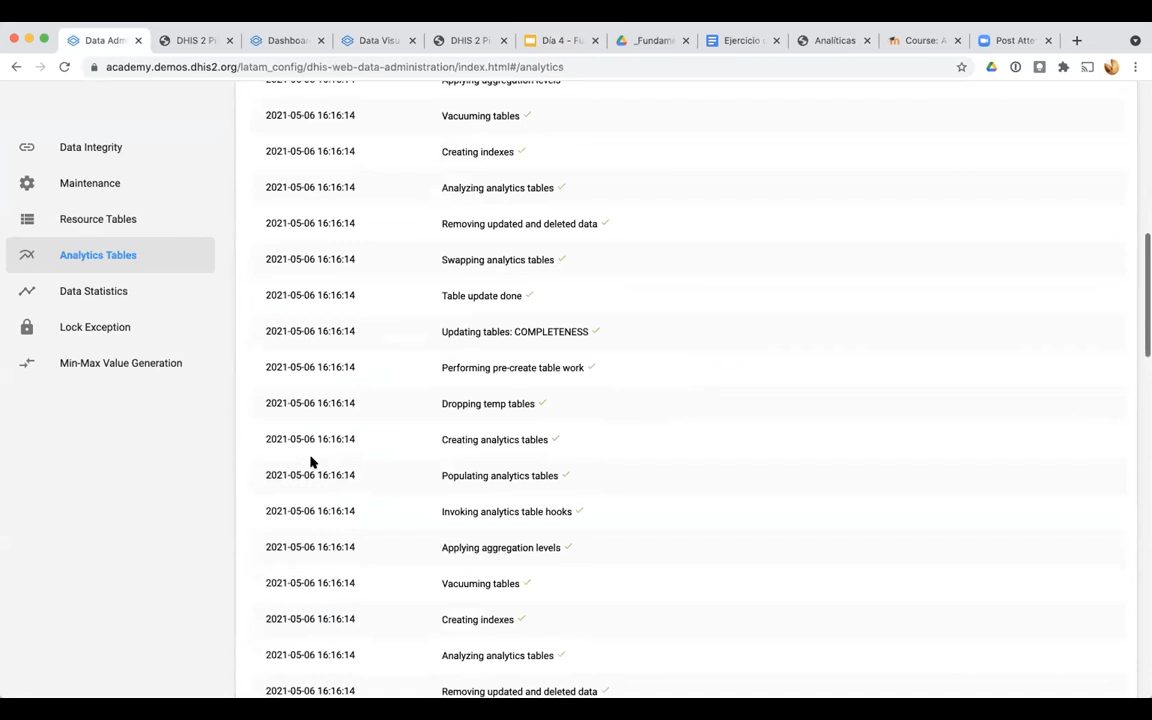 Data Adm
DHIS 2 Pi
Dashboa
Data Visu
DHIS 2 Pi
Día 4 - Fu
_Fundam
Ejercicio
Analíticas
Course: A
Post Atte
academy.demos.dhis2.org/latam_config/dhis-web-data-administration/index.html#/analytics
Data Integrity
Maintenance
Resource Tables
Analytics Tables
Data Statistics
Lock Exception
Min-Max Value Generation
2021-05-06 16:16:14 Applying aggregation levels
2021-05-06 16:16:14 Vacuuming tables
2021-05-06 16:16:14 Creating indexes
2021-05-06 16:16:14 Analyzing analytics tables
2021-05-06 16:16:14 Removing updated and deleted data
2021-05-06 16:16:14 Swapping analytics tables
2021-05-06 16:16:14 Table update done
2021-05-06 16:16:14 Updating tables: COMPLETENESS
2021-05-06 16:16:14 Performing pre-create table work
2021-05-06 16:16:14 Dropping temp tables
2021-05-06 16:16:14 Creating analytics tables
2021-05-06 16:16:14 Populating analytics tables
2021-05-06 16:16:14 Invoking analytics table hooks
2021-05-06 16:16:14 Applying aggregation levels
2021-05-06 16:16:14 Vacuuming tables
2021-05-06 16:16:14 Creating indexes
2021-05-06 16:16:14 Analyzing analytics tables
2021-05-06 16:16:14 Removing updated and deleted data